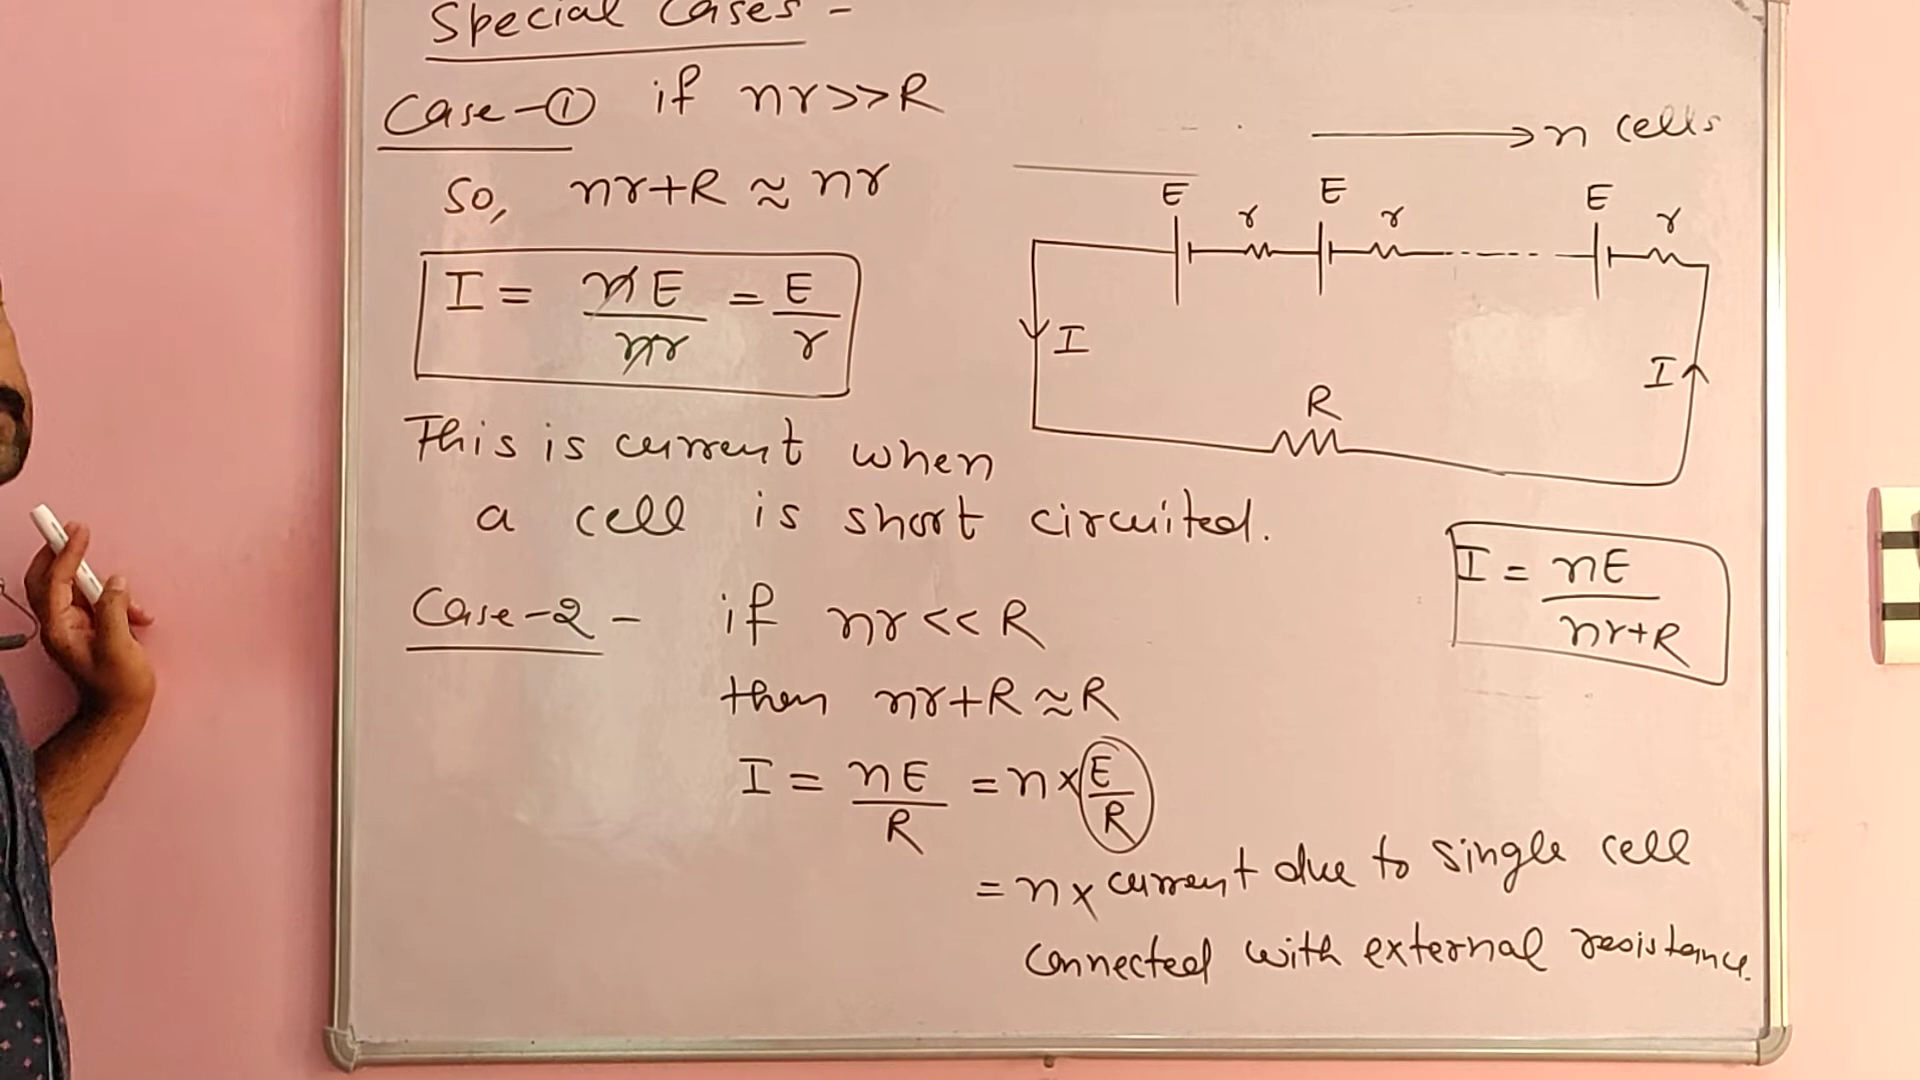 Special Cases -
Case-① if nr>>R
So, nr+R ≈ nr
I = nE/nr = E/r
This is current when
a cell is short circuited.
Case-2 - if nr<<R
then nr+R ≈ R
I = nE/R = n×E/R
= n× current due to single cell
connected with external resistance.
→ n cells
E E E
r r r
I I
R
I = nE/nr+R